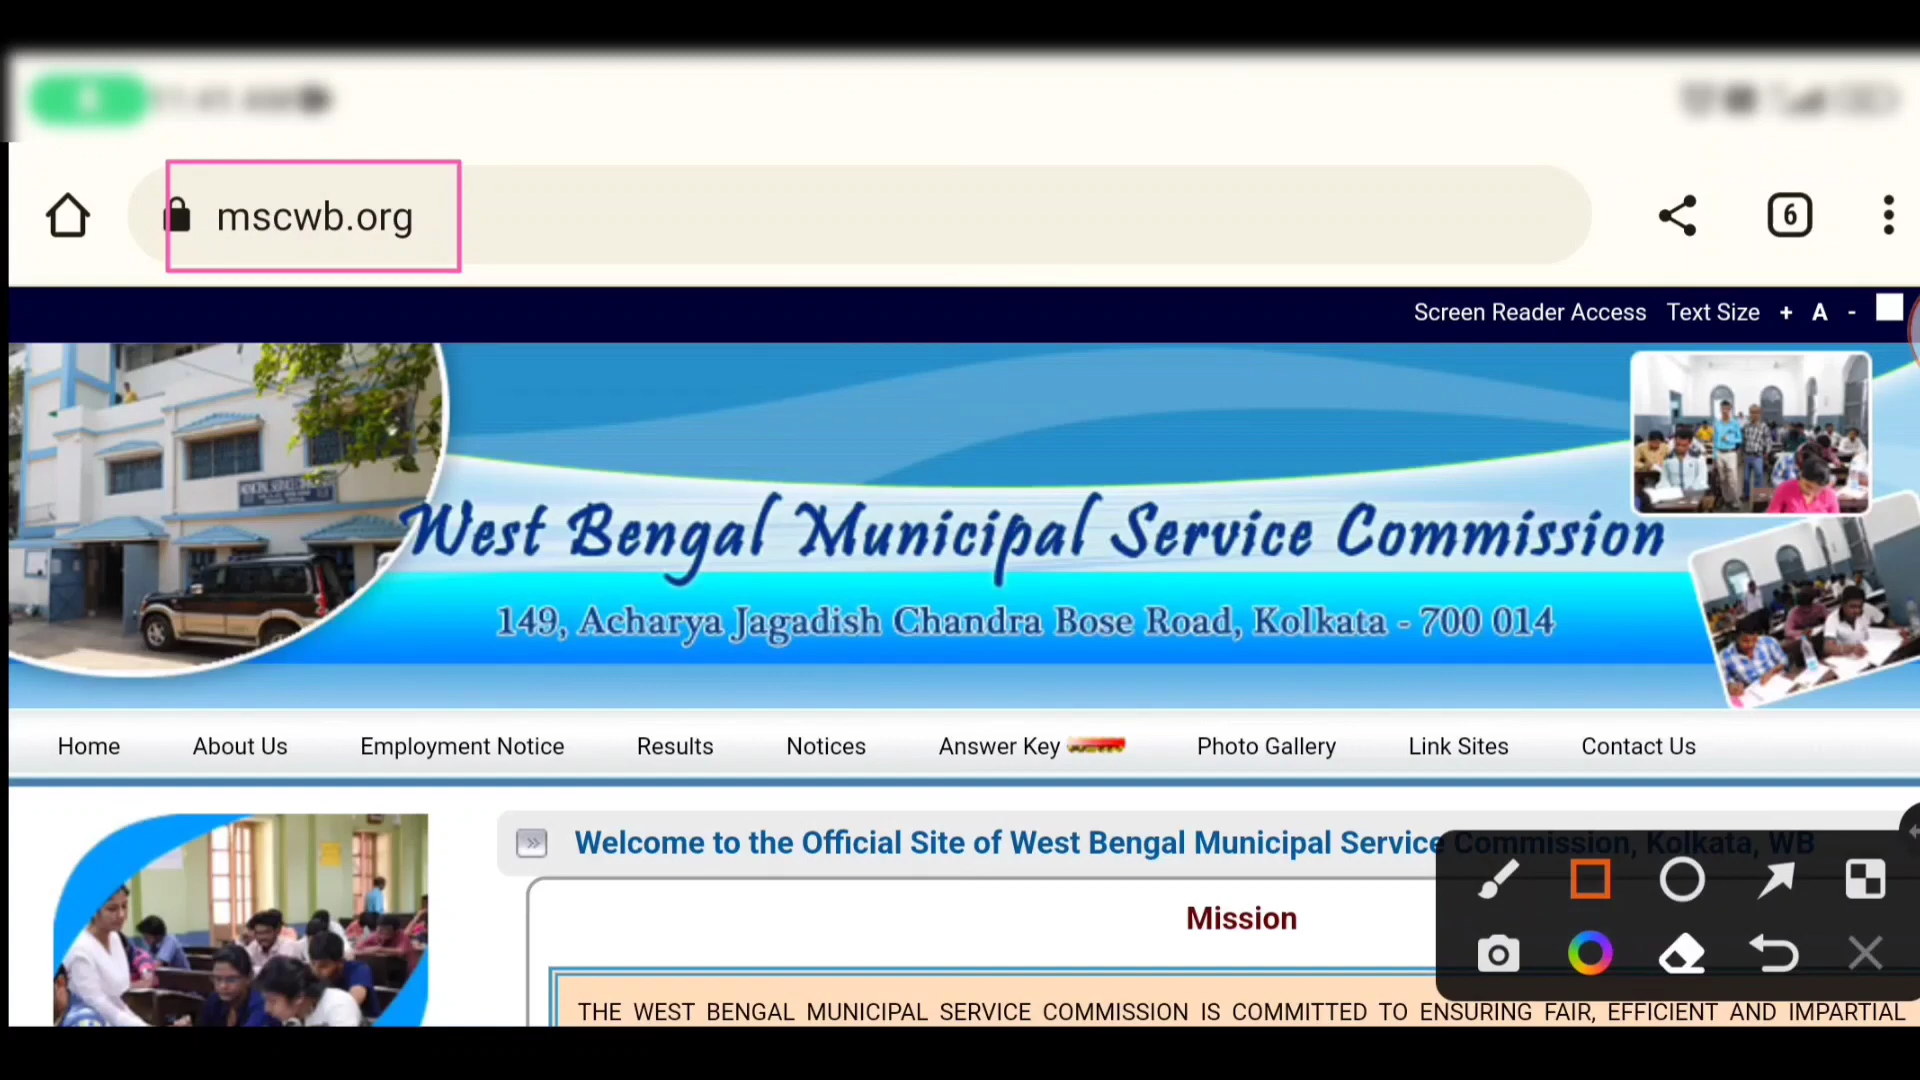 mscwb.org
6
Screen Reader Access Text Size + A -
West Bengal Municipal Service Commission
149, Acharya Jagadish Chandra Bose Road, Kolkata - 700 014
Home About Us Employment Notice Results Notices Answer Key Photo Gallery Link Sites Contact Us
Welcome to the Official Site of West Bengal Municipal Service Commission, Kolkata, WB
Mission
THE WEST BENGAL MUNICIPAL SERVICE COMMISSION IS COMMITTED TO ENSURING FAIR, EFFICIENT AND IMPARTIAL